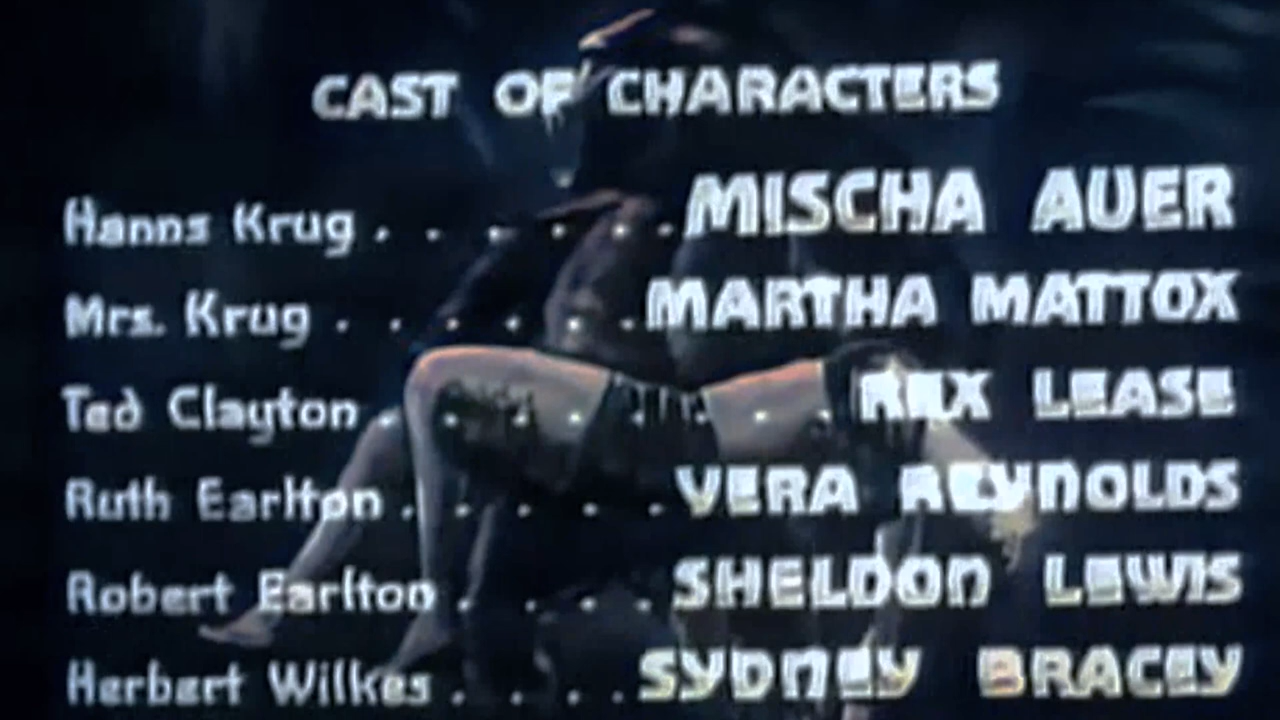 CAST OF CHARACTERS
Hanns Krug . . . . . . MISCHA AUER
Mrs. Krug . . . . . . MARTHA MATTOX
Ted Clayton . . . . . . . . REX LEASE
Ruth Earlton . . . . . VERA REYNOLDS
Robert Earlton . . . . SHELDON LEWIS
Herbert Wilkes . . . . SYDNEY BRACEY